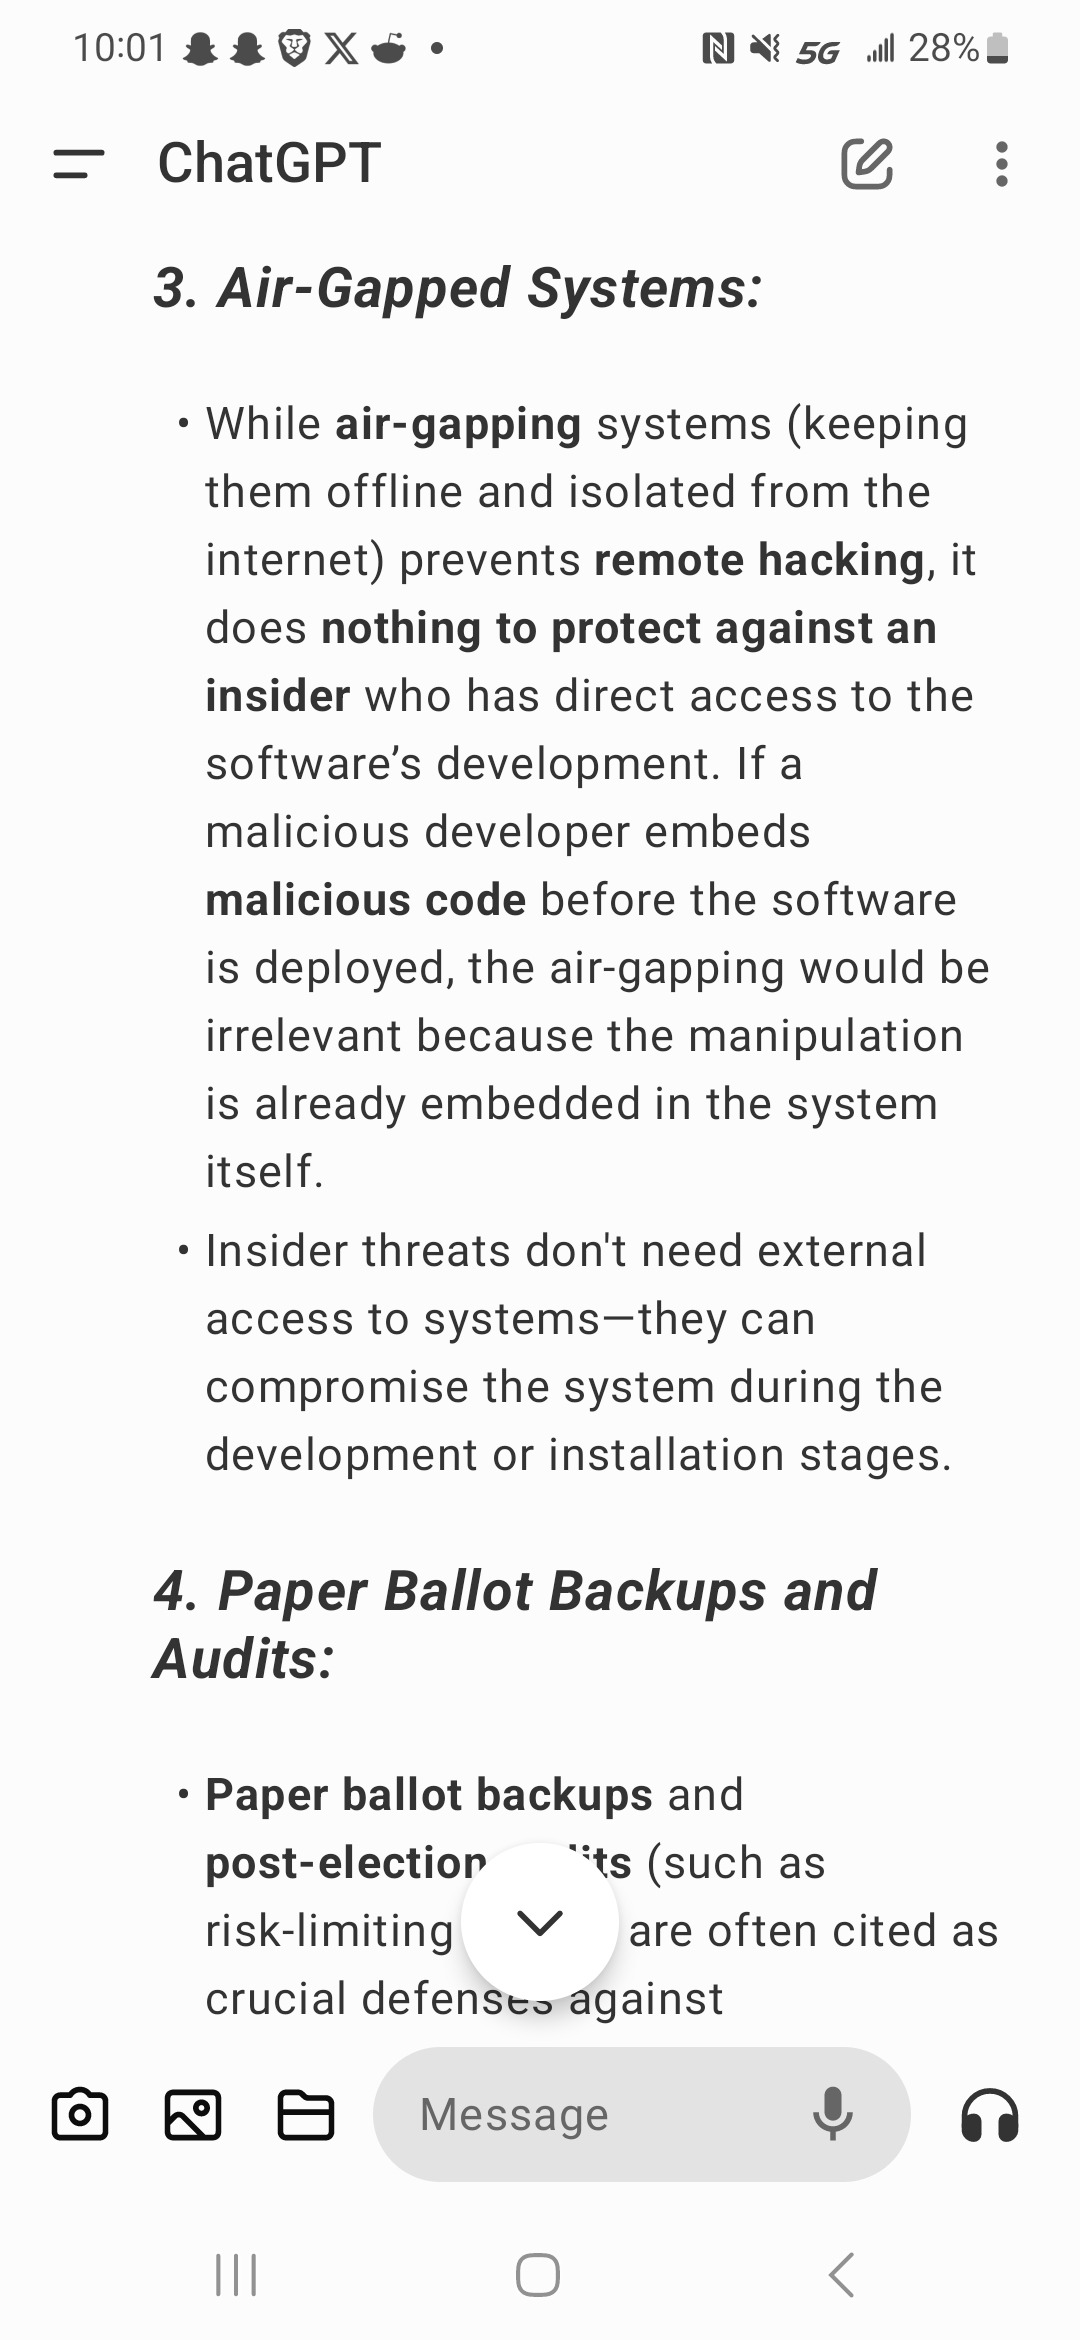 10:01
5G
28%
ChatGPT
3. Air-Gapped Systems:
• While air-gapping systems (keeping
them offline and isolated from the
internet) prevents remote hacking, it
does nothing to protect against an
insider who has direct access to the
software’s development. If a
malicious developer embeds
malicious code before the software
is deployed, the air-gapping would be
irrelevant because the manipulation
is already embedded in the system
itself.
• Insider threats don't need external
access to systems—they can
compromise the system during the
development or installation stages.
4. Paper Ballot Backups and
Audits:
• Paper ballot backups and
post-election (such as
risk-limiting are often cited as
crucial defenses against
Message